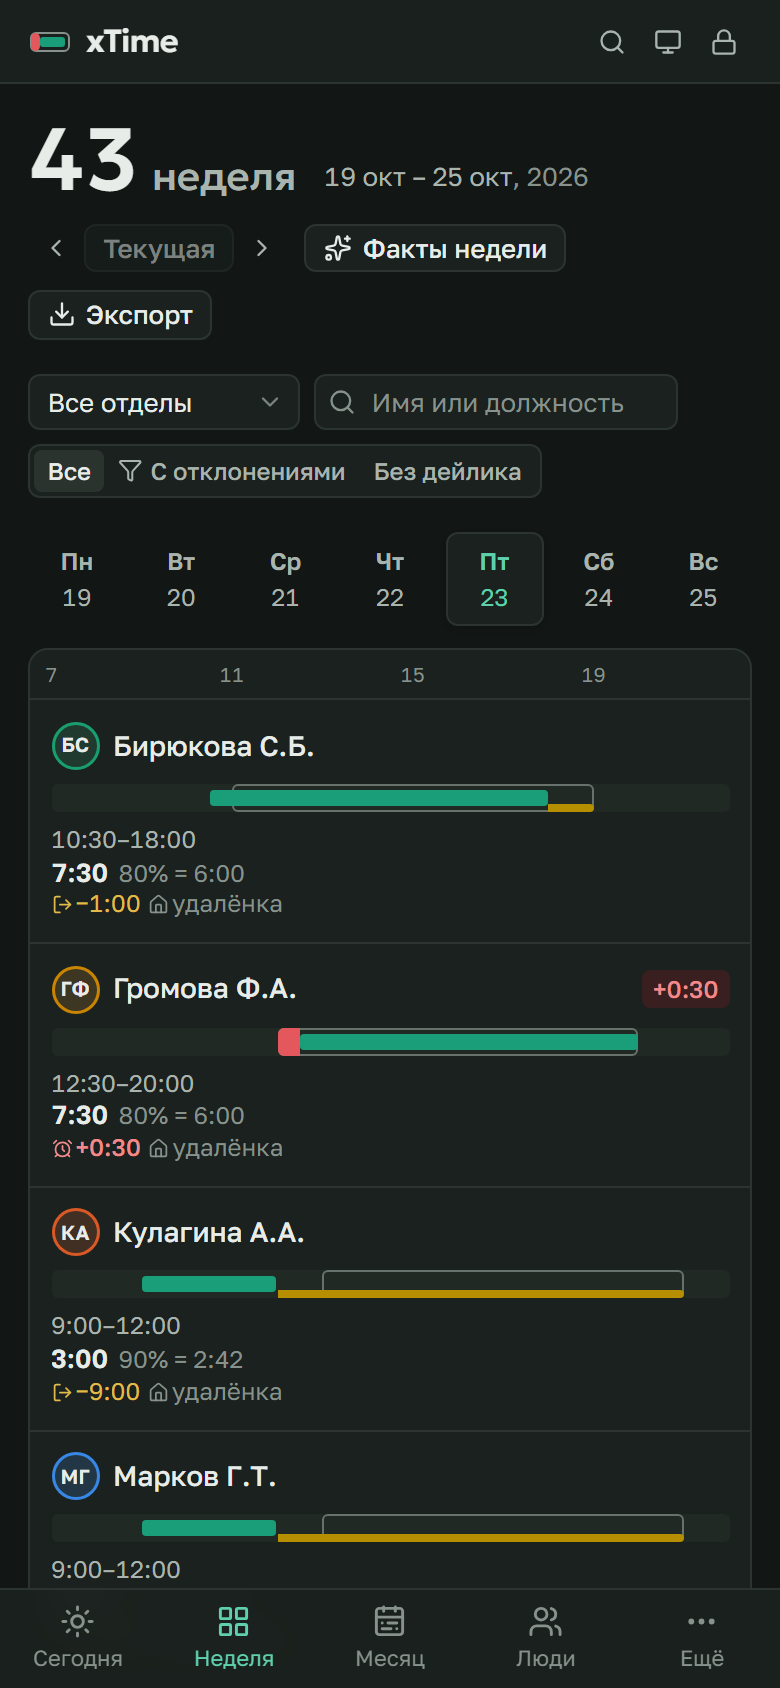 xTime
43 неделя 19 окт – 25 окт, 2026
Текущая Факты недели
Экспорт
Все отделы Имя или должность
Все С отклонениями Без дейлика
Пн Вт Ср Чт Пт Сб Вс
19 20 21 22 23 24 25
7 11 15 19
БС Бирюкова С.Б.
10:30–18:00
7:30 80% = 6:00
−1:00 удалёнка
ГФ Громова Ф.А. +0:30
12:30–20:00
7:30 80% = 6:00
+0:30 удалёнка
КА Кулагина А.А.
9:00–12:00
3:00 90% = 2:42
−9:00 удалёнка
МГ Марков Г.Т.
9:00–12:00
Сегодня Неделя Месяц Люди Ещё